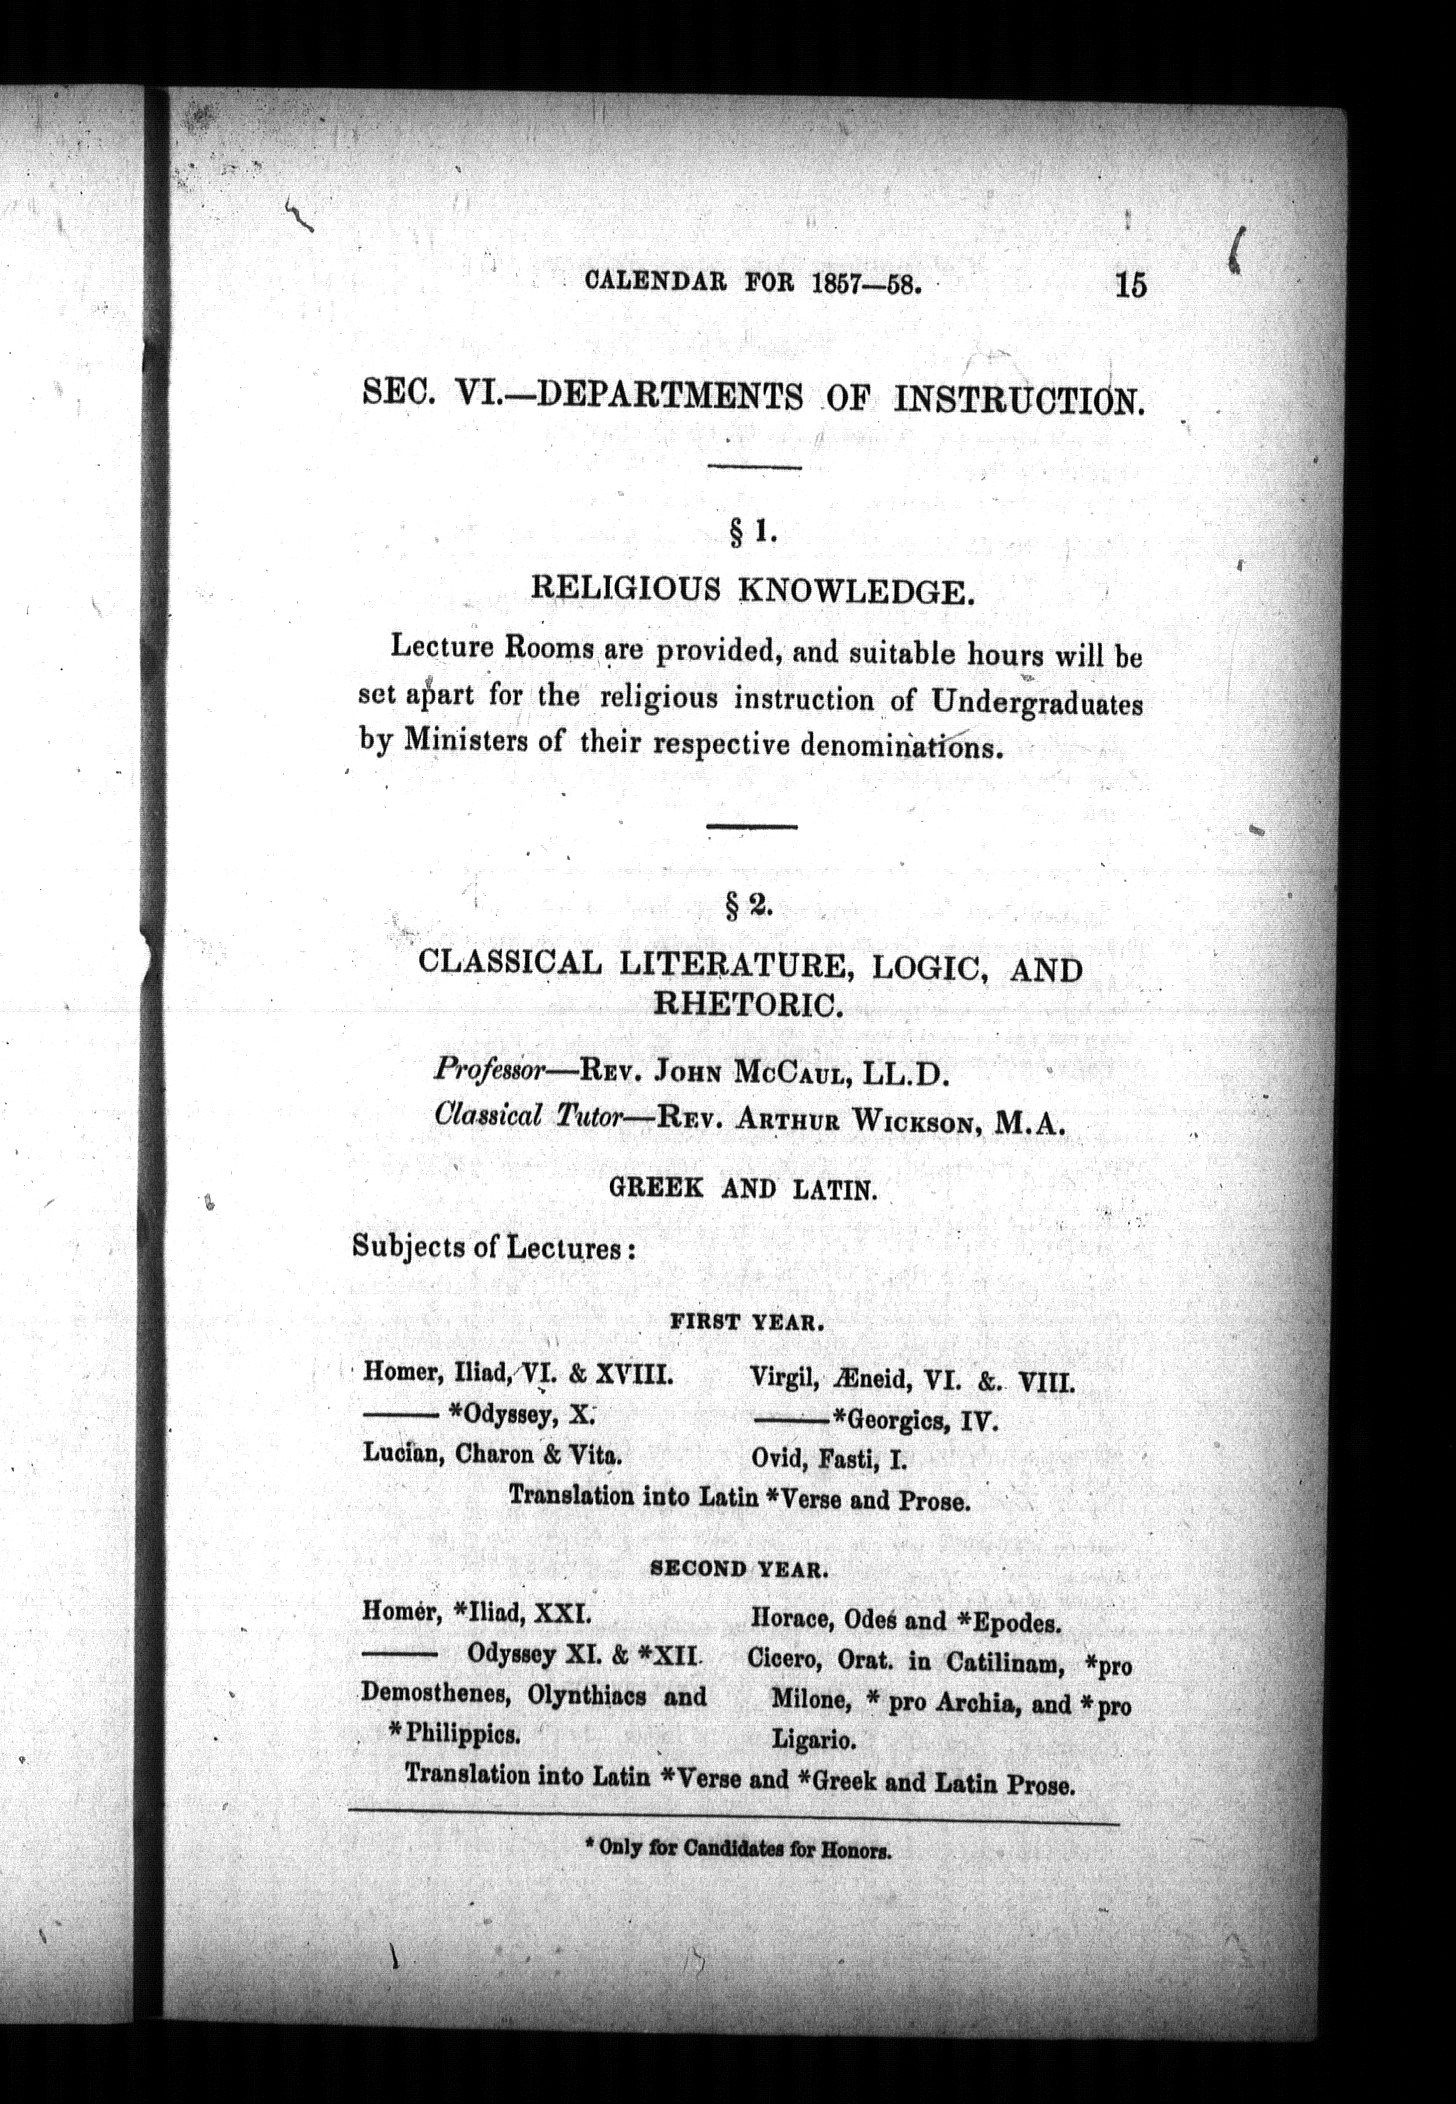 CALENDAR FOR 1857—58. 15
SEC. VI.—DEPARTMENTS OF INSTRUCTION.
§ 1.
RELIGIOUS KNOWLEDGE.
Lecture Rooms are provided, and suitable hours will be
set apart for the religious instruction of Undergraduates
by Ministers of their respective denominations.
§ 2.
CLASSICAL LITERATURE, LOGIC, AND
RHETORIC.
Professor—Rev. John McCaul, LL.D.
Classical Tutor—Rev. Arthur Wickson, M.A.
GREEK AND LATIN.
Subjects of Lectures:
FIRST YEAR.
Homer, Iliad, VI. & XVIII.
—— *Odyssey, X.
Lucian, Charon & Vita.
Virgil, Æneid, VI. &. VIII.
——*Georgics, IV.
Ovid, Fasti, I.
Translation into Latin *Verse and Prose.
SECOND YEAR.
Homer, *Iliad, XXI.
—— Odyssey XI. & *XII.
Demosthenes, Olynthiacs and
*Philippics.
Horace, Odes and *Epodes.
Cicero, Orat. in Catilinam, *pro
Milone, * pro Archia, and *pro
Ligario.
Translation into Latin *Verse and *Greek and Latin Prose.
* Only for Candidates for Honors.